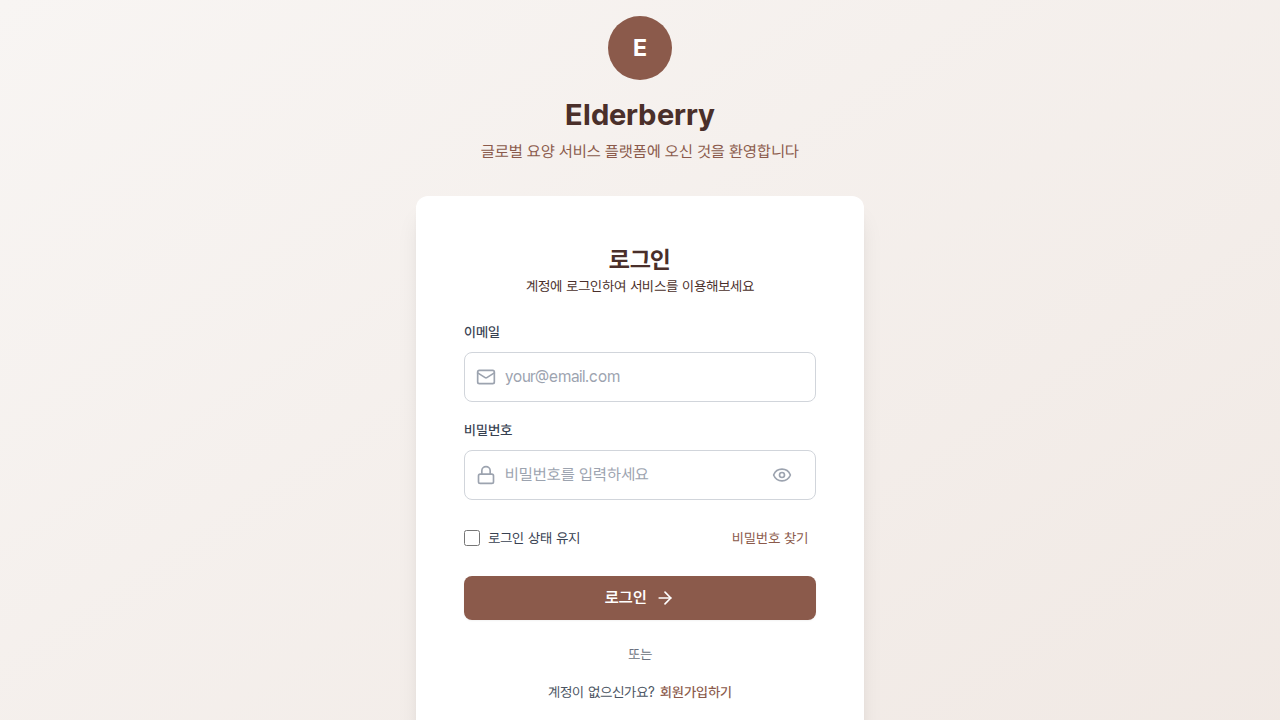 E
Elderberry
글로벌 요양 서비스 플랫폼에 오신 것을 환영합니다
로그인
계정에 로그인하여 서비스를 이용해보세요
이메일
your@email.com
비밀번호
비밀번호를 입력하세요
로그인 상태 유지 비밀번호 찾기
로그인
또는
계정이 없으신가요? 회원가입하기